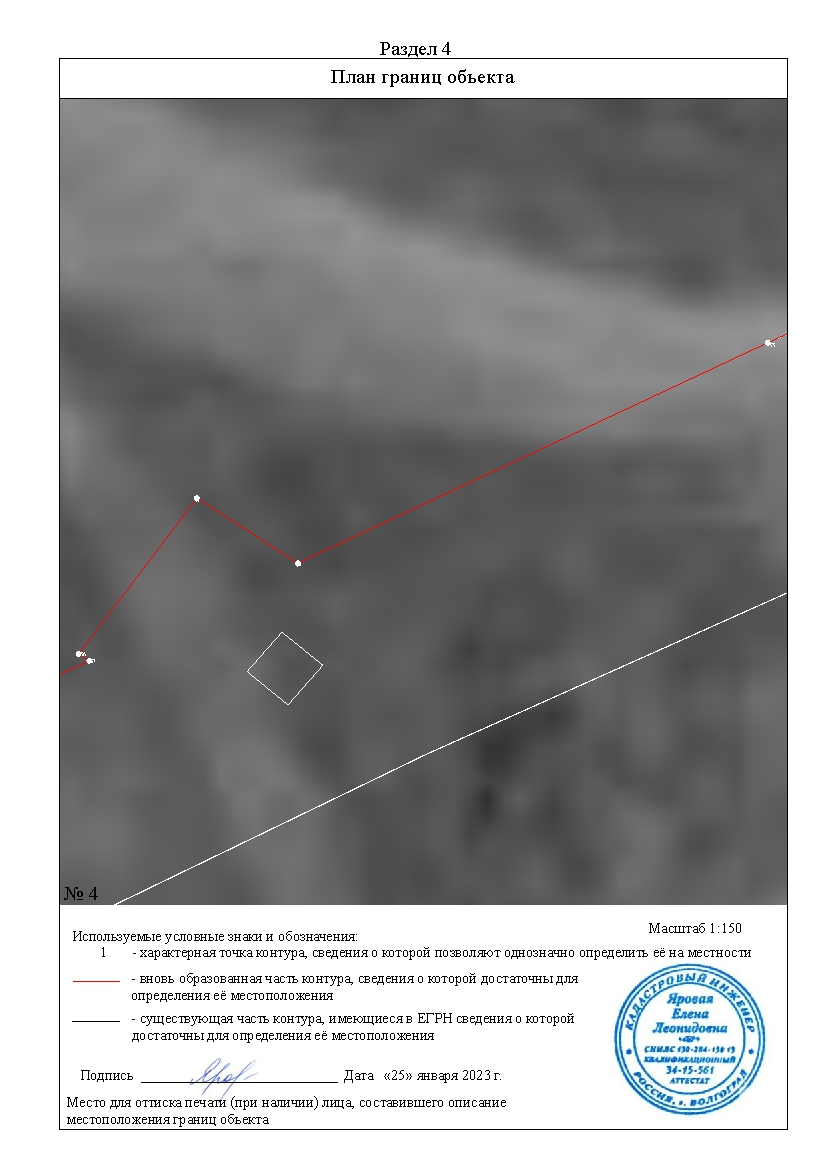 Раздел 4
План границ объекта
№ 4
Масштаб 1:150
Используемые условные знаки и обозначения:
1 - характерная точка контура, сведения о которой позволяют однозначно определить её на местности
- вновь образованная часть контура, сведения о которой достаточны для
определения её местоположения
- существующая часть контура, имеющиеся в ЕГРН сведения о которой
достаточны для определения её местоположения
Подпись Дата «25» января 2023 г.
Место для оттиска печати (при наличии) лица, составившего описание
местоположения границ объекта
КАДАСТРОВЫЙ ИНЖЕНЕР
Яровая
Елена
Леонидовна
СНИЛС
КВАЛИФИКАЦИОННЫЙ
34-15-561
АТТЕСТАТ
РОССИЯ, г. ВОЛГОГРАД